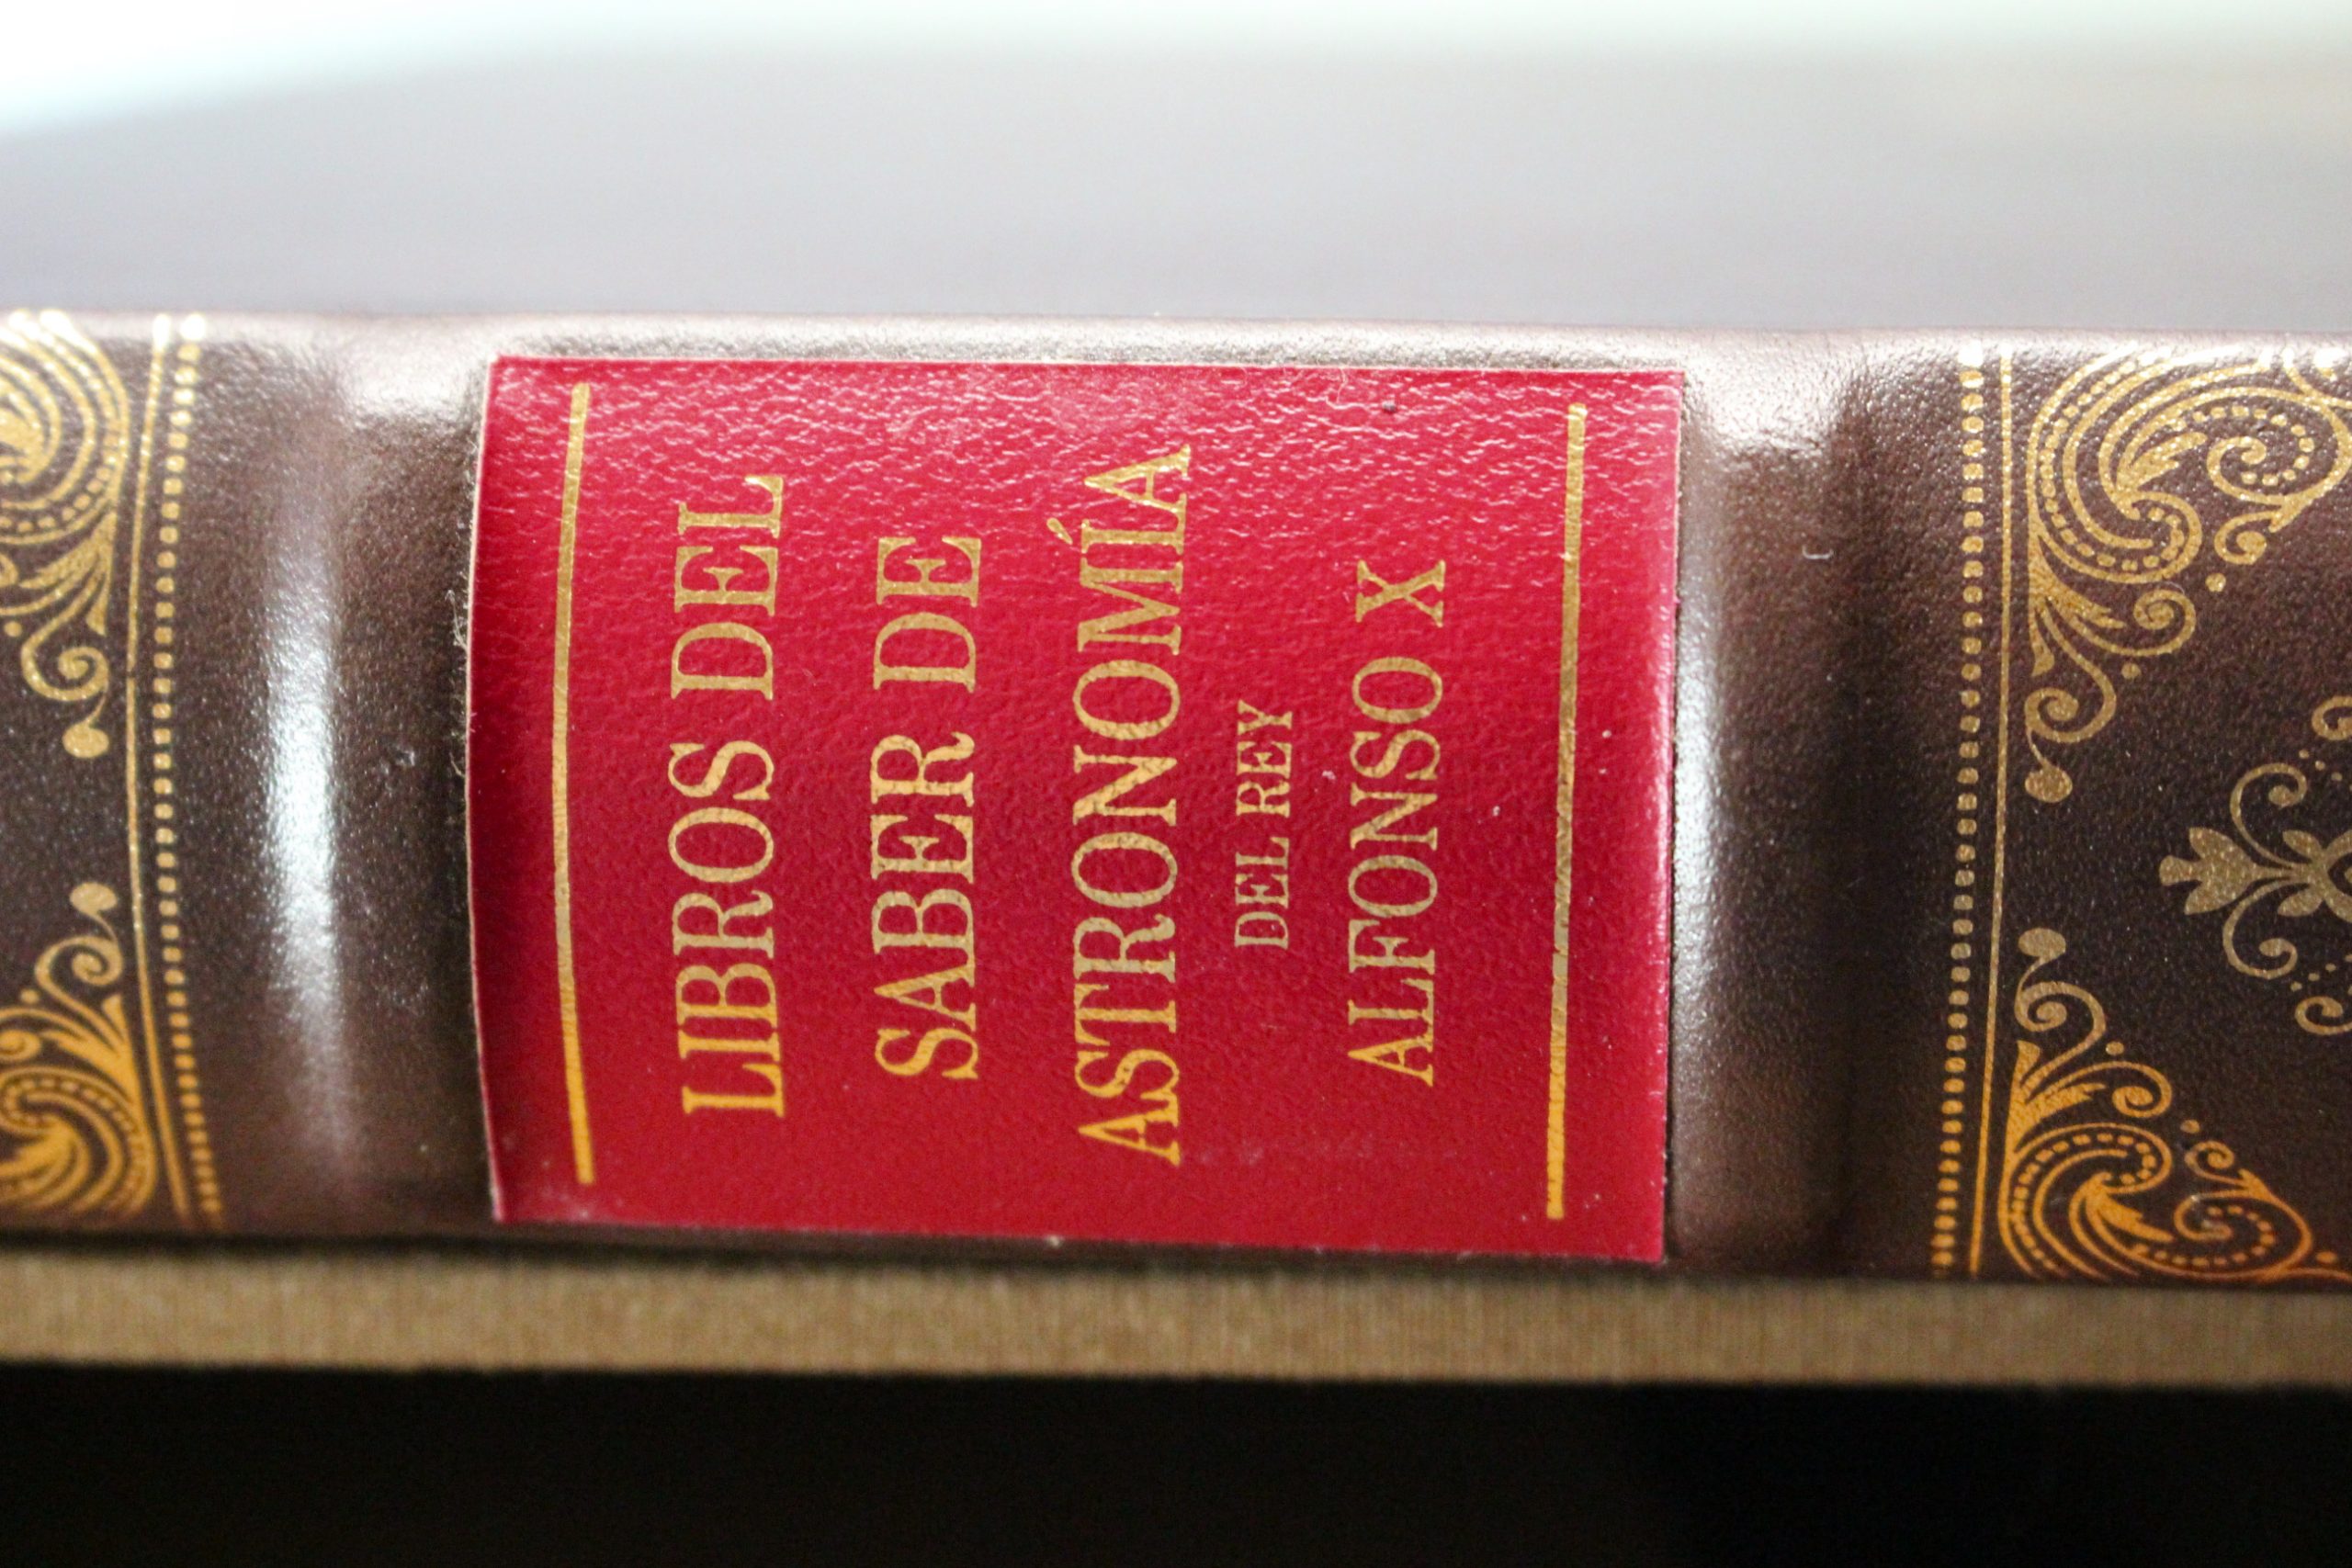 LIBROS DEL
SABER DE
ASTRONOMÍA
DEL REY
ALFONSO X